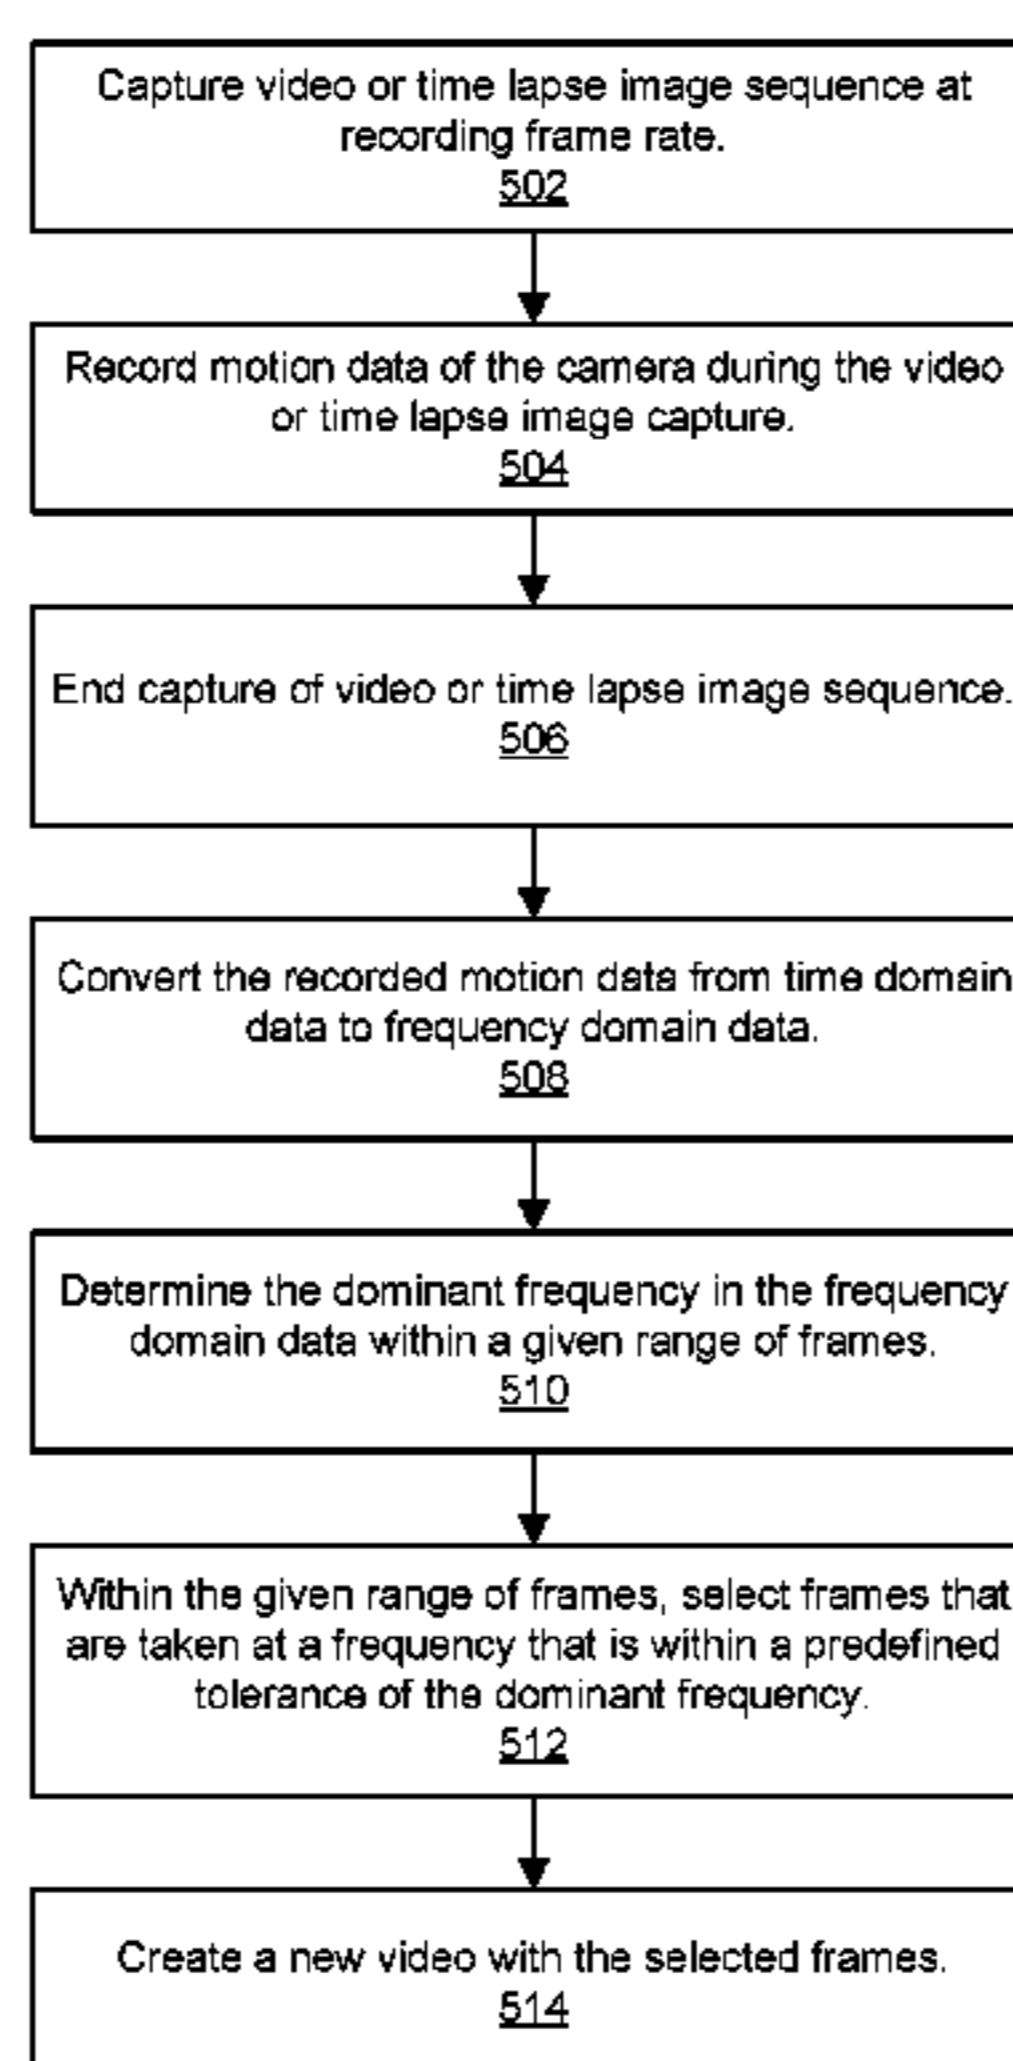 Capture video or time lapse image sequence at
recording frame rate.
502
Record motion data of the camera during the video
or time lapse image capture.
504
End capture of video or time lapse image sequence.
506
Convert the recorded motion data from time domain
data to frequency domain data.
508
Determine the dominant frequency in the frequency
domain data within a given range of frames.
510
Within the given range of frames, select frames that
are taken at a frequency that is within a predefined
tolerance of the dominant frequency.
512
Create a new video with the selected frames.
514